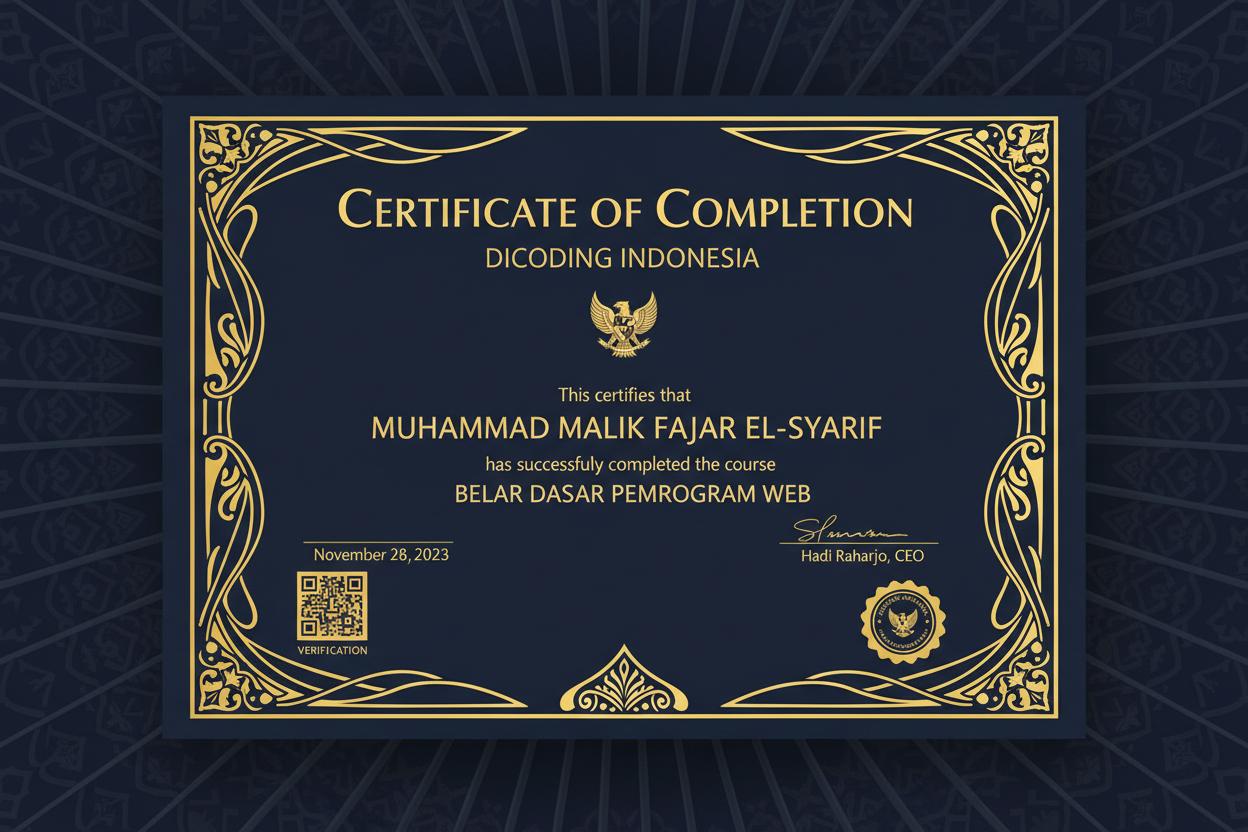 CERTIFICATE OF COMPLETION
DICODING INDONESIA
This certifies that
MUHAMMAD MALIK FAJAR EL-SYARIF
has successfuly completed the course
BELAR DASAR PEMROGRAM WEB
November 28, 2023
Hadi Raharjo, CEO
VERIFICATION